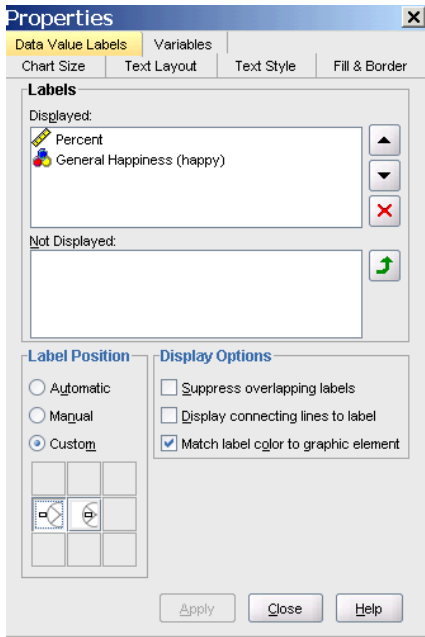 Properties
Data Value Labels Variables
Chart Size Text Layout Text Style Fill & Border
Labels
Displayed:
Percent
General Happiness (happy)
Not Displayed:
Label Position Display Options
Automatic Suppress overlapping labels
Manual Display connecting lines to label
Custom Match label color to graphic element
Apply Close Help